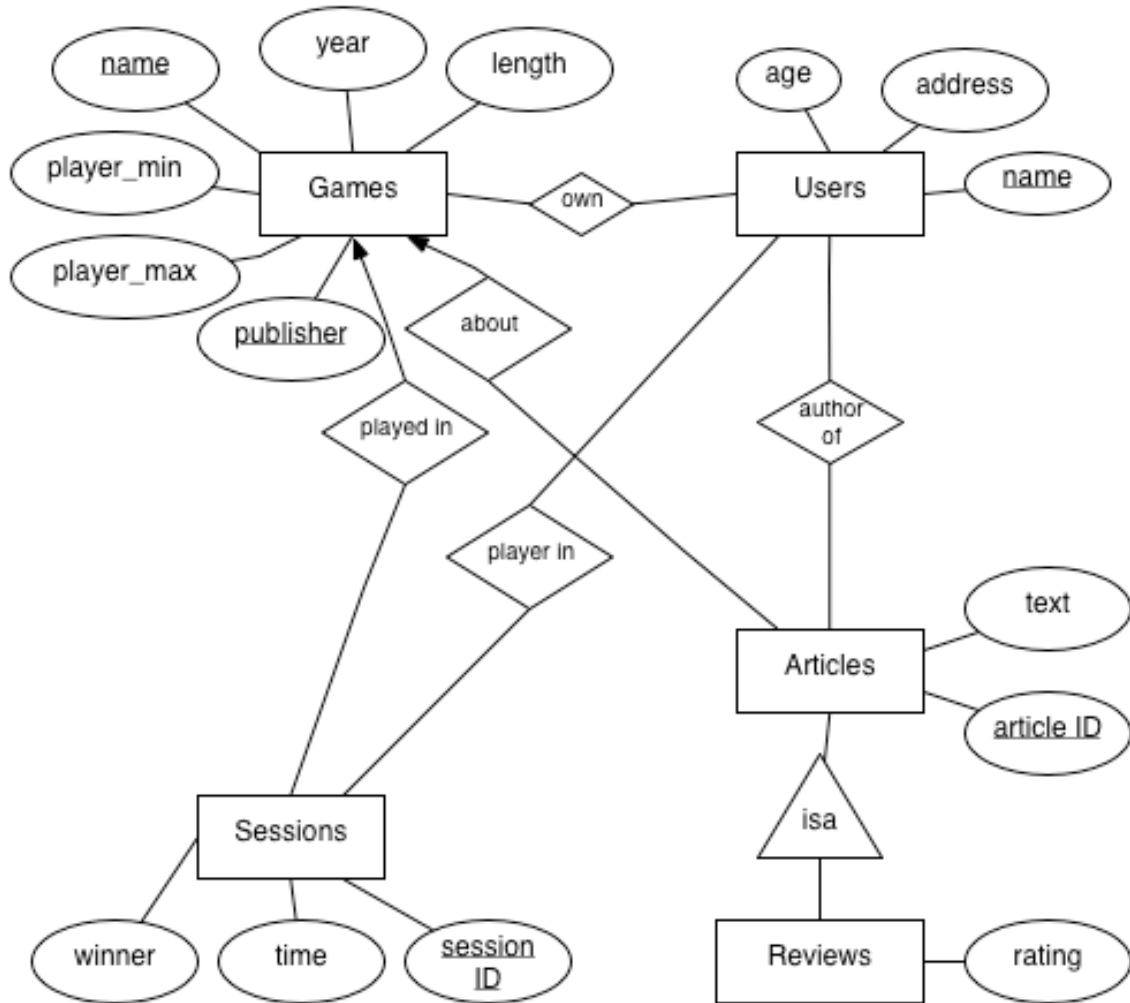 year
name
length
age
address
player_min
Games
own
Users
name
player_max
publisher
about
played in
author
of
player in
text
Articles
article ID
Sessions
isa
winner
time
session
ID
Reviews
rating